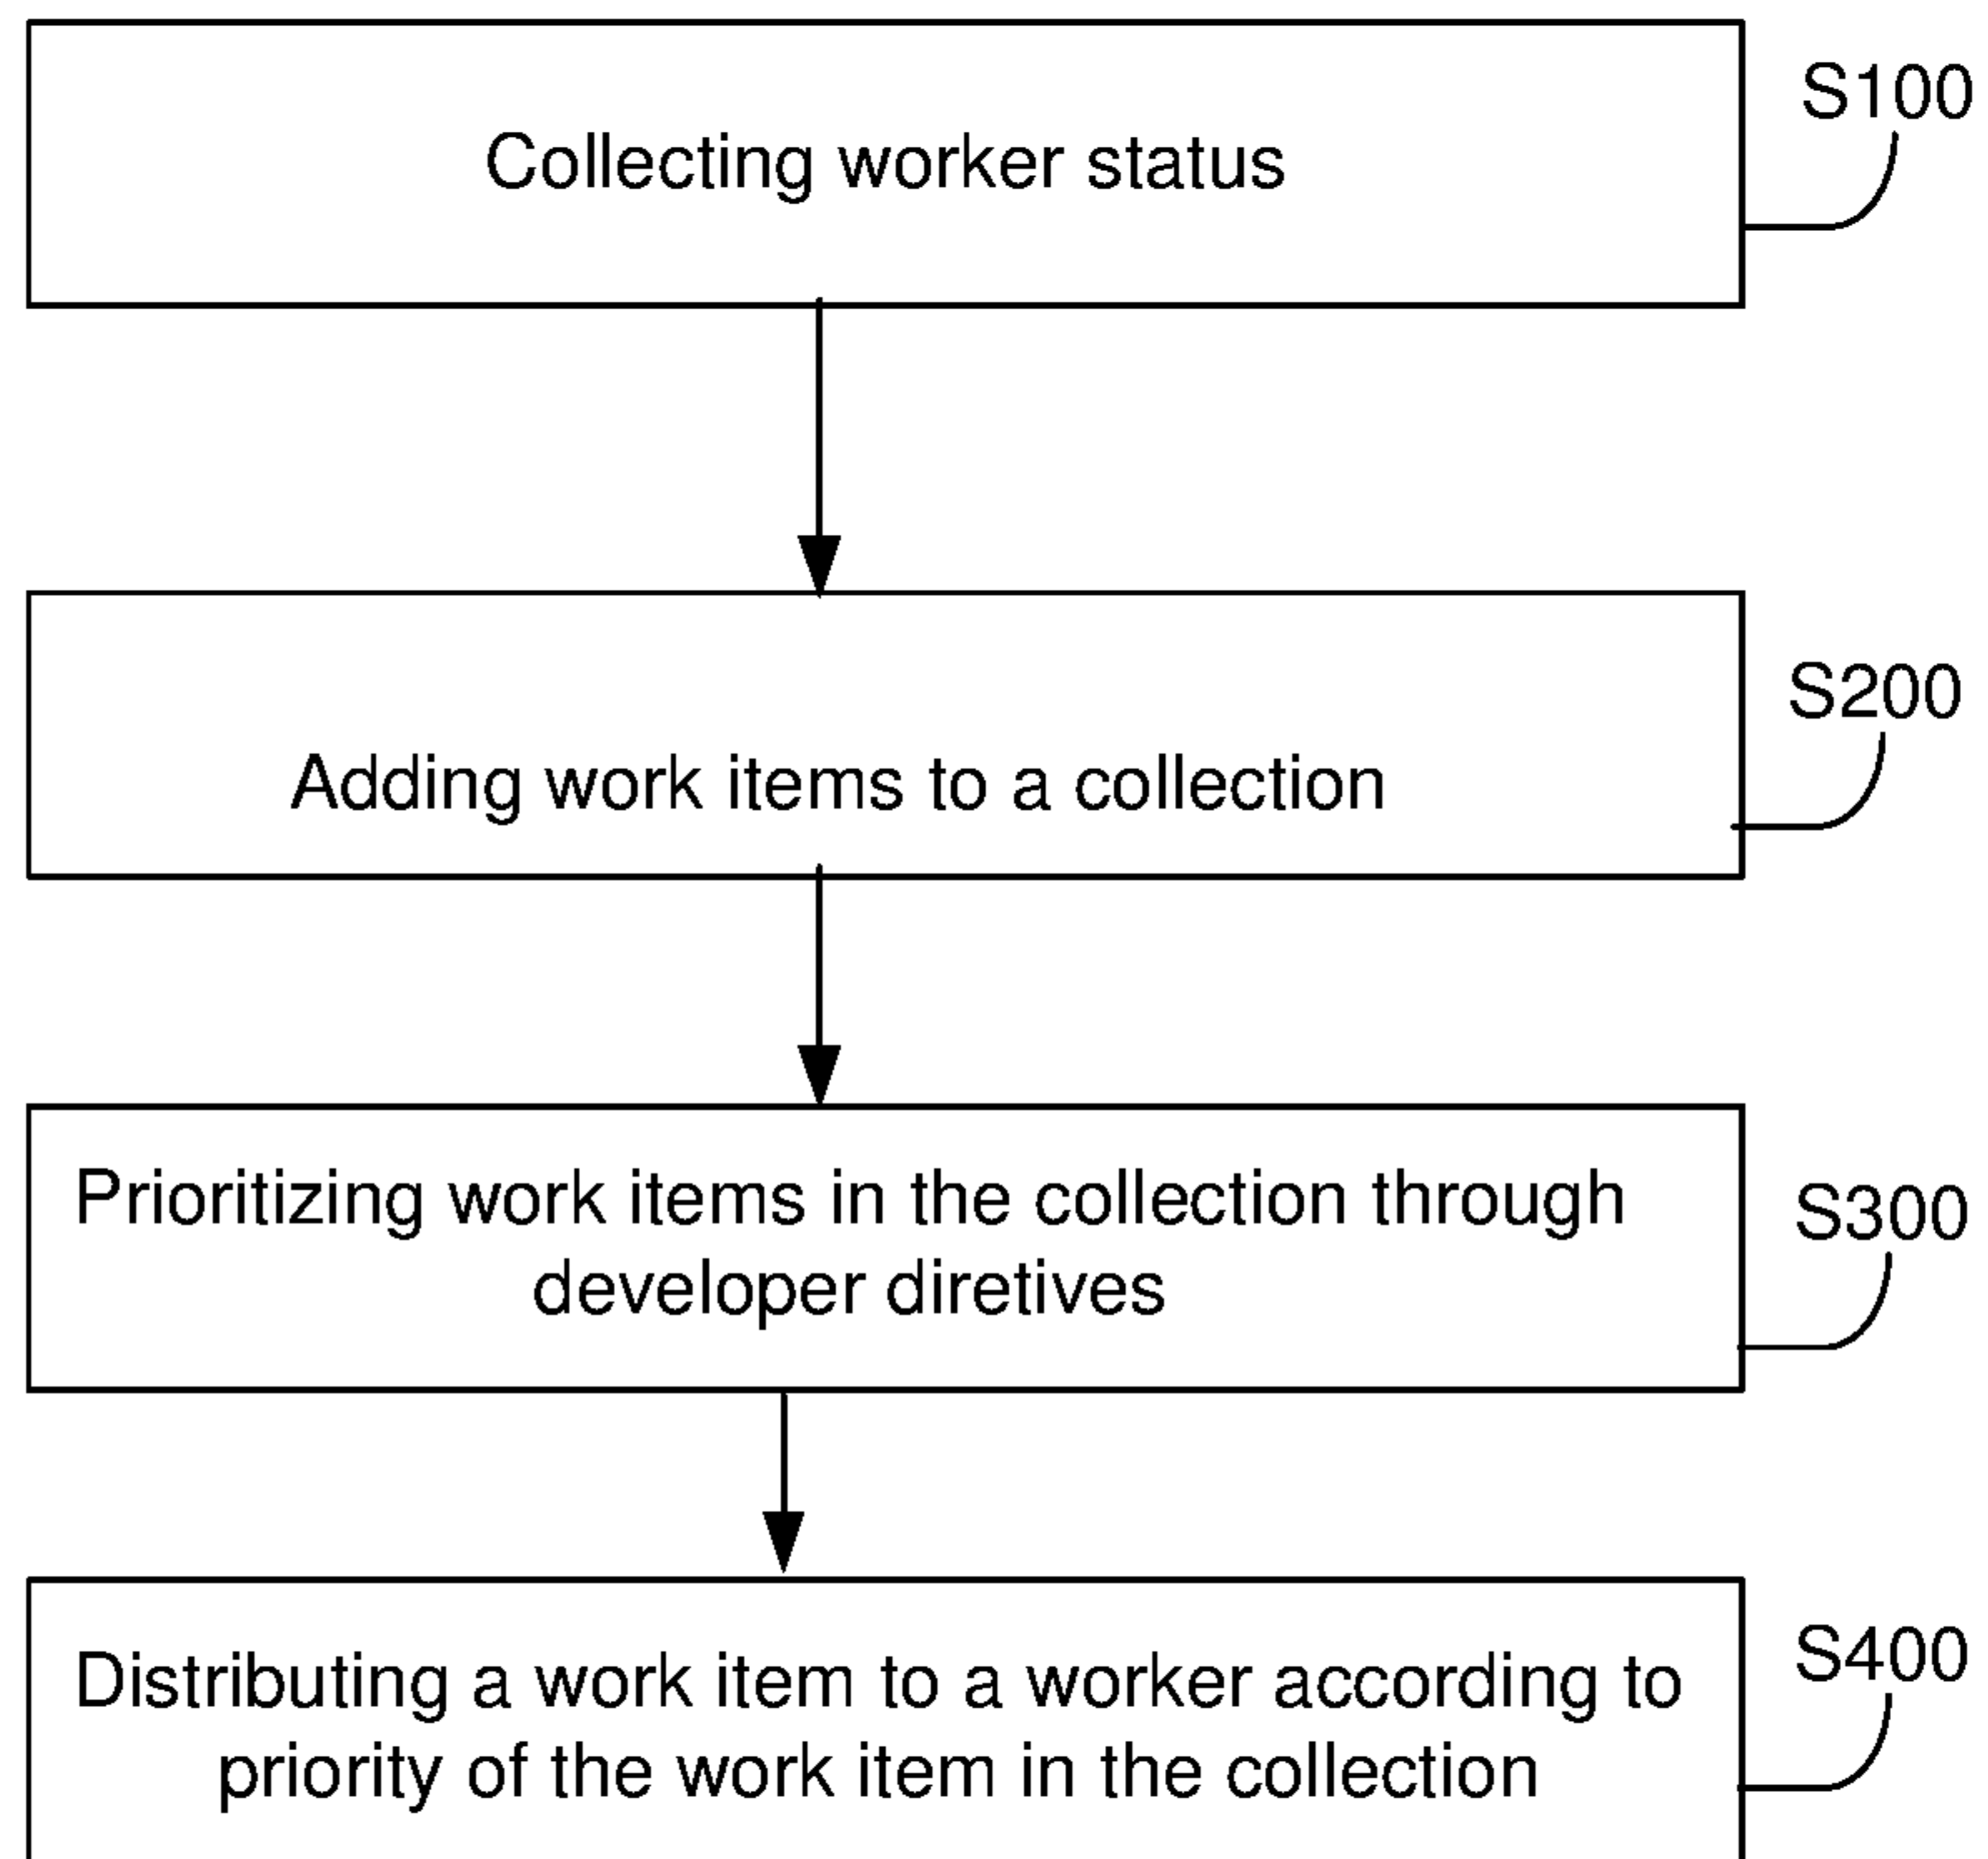 S100
Collecting worker status
S200
Adding work items to a collection
Prioritizing work items in the collection through
S300
developer diretives
S400
Distributing a work item to a worker according to
priority of the work item in the collection